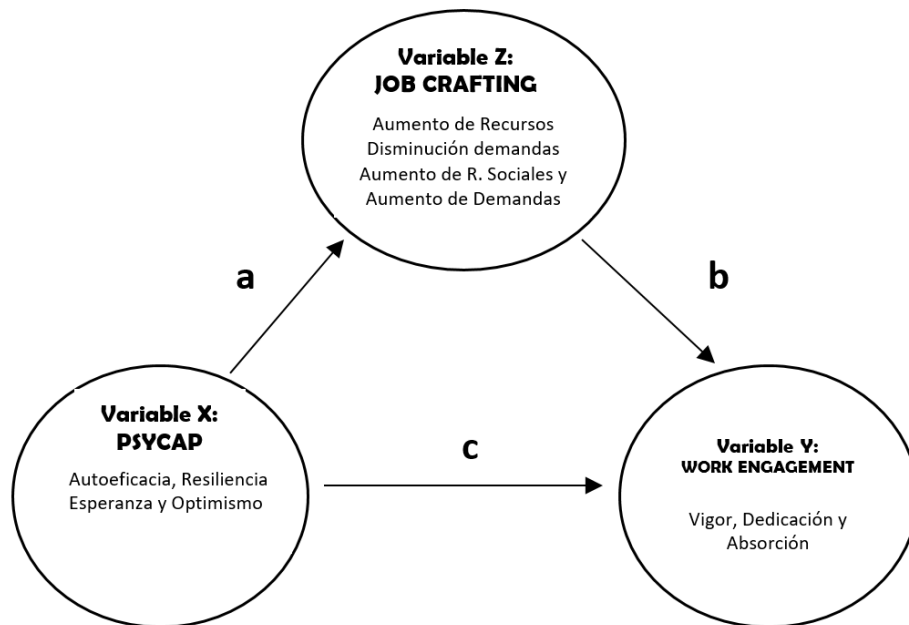 Variable Z:
JOB CRAFTING
Aumento de Recursos
Disminución demandas
Aumento de R. Sociales y
Aumento de Demandas
a
b
Variable X:
PSYCAP
Autoeficacia, Resiliencia
Esperanza y Optimismo
c
Variable Y:
WORK ENGAGEMENT
Vigor, Dedicación y
Absorción